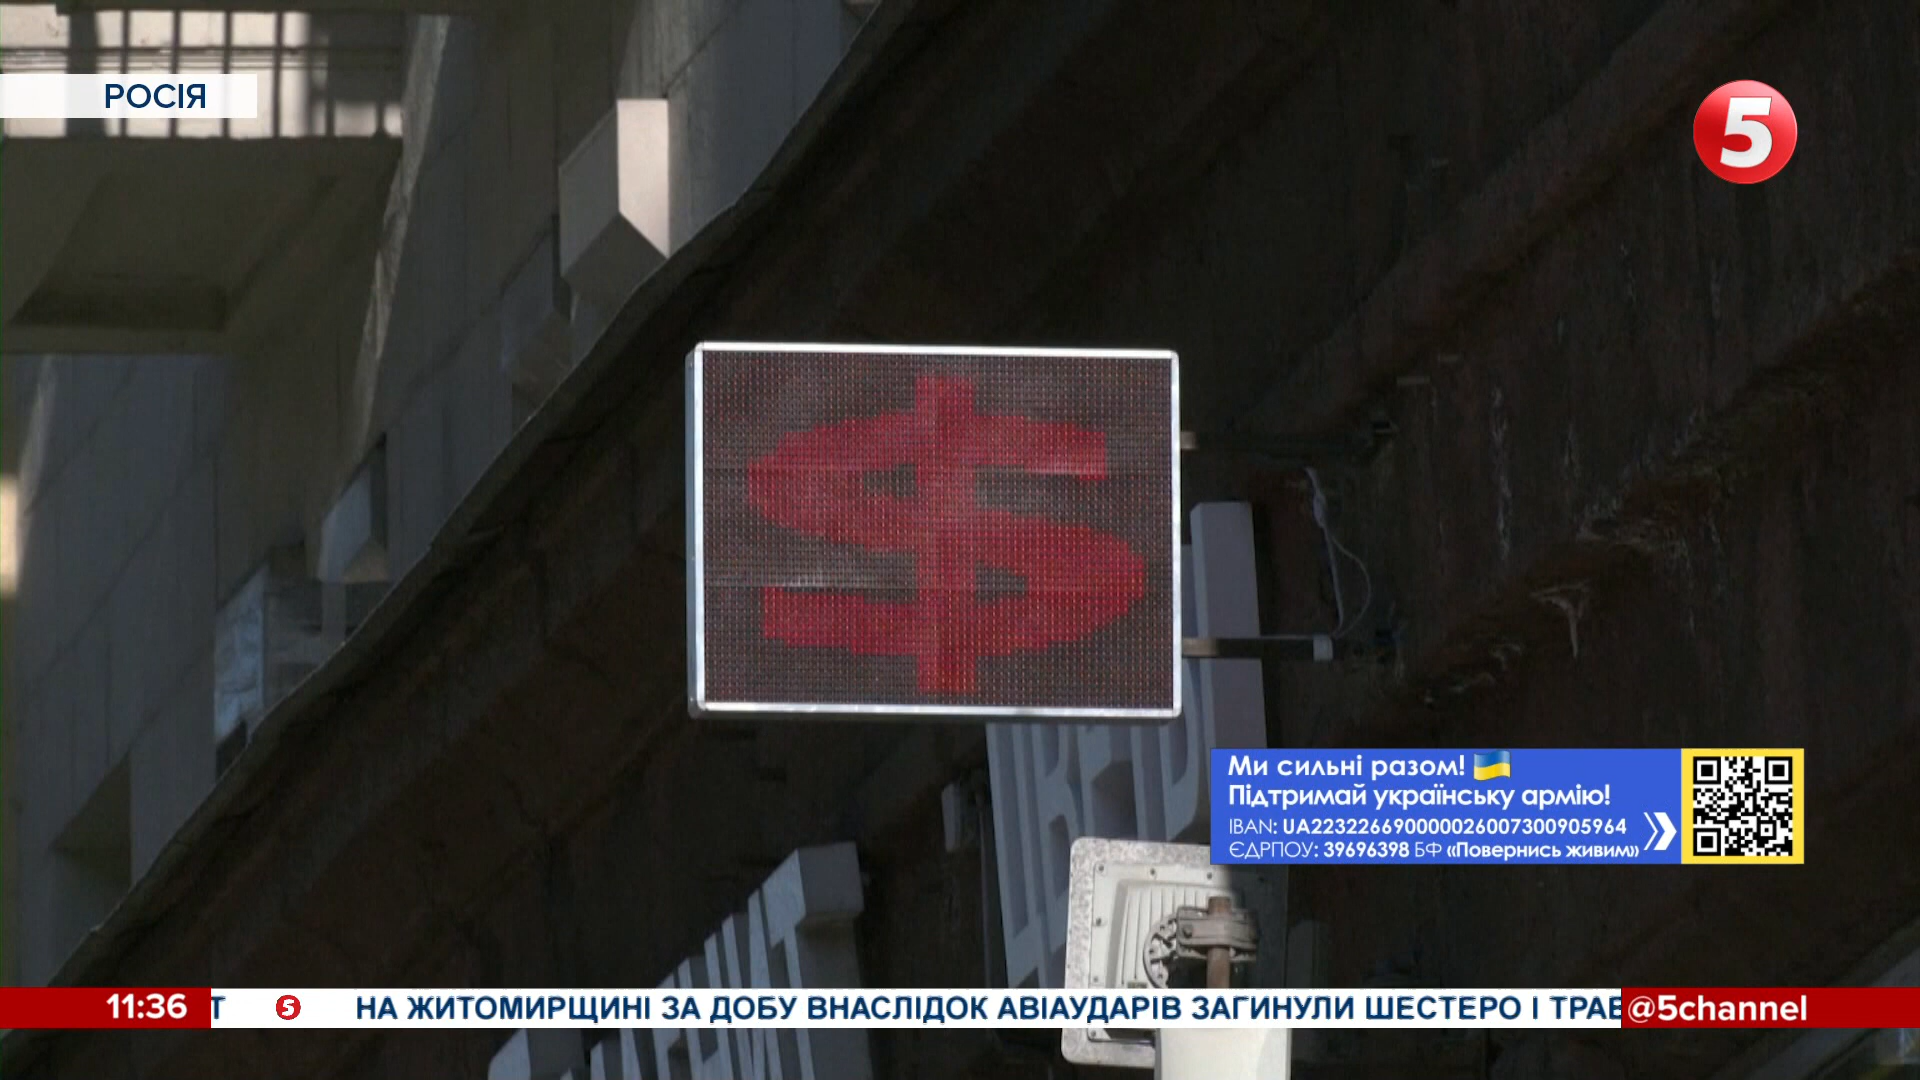 РОСІЯ
5
$
Ми сильні разом!
Підтримай українську армію!
IBAN: UA223226690000026007300905964
ЄДРПОУ: 39696398 БФ «Повернись живим»
11:36
Т 5 НА ЖИТОМИРЩИНІ ЗА ДОБУ ВНАСЛІДОК АВІАУДАРІВ ЗАГИНУЛИ ШЕСТЕРО І ТРАВ
@5channel